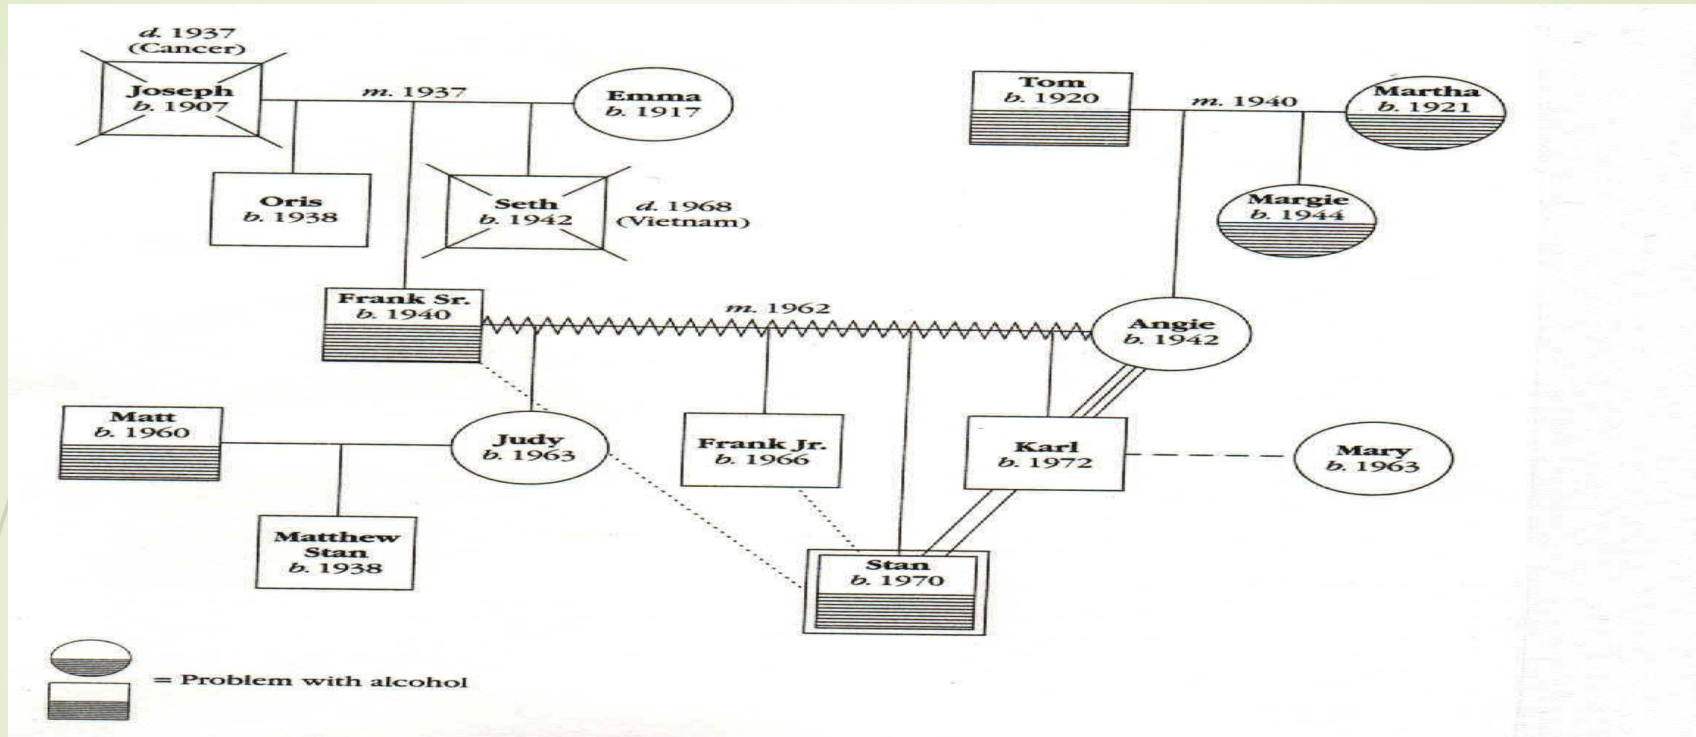 d. 1937
(Cancer)
Joseph
b. 1907
m. 1937
Emma
b. 1917
Tom
b. 1920
m. 1940
Martha
b. 1921
Oris
b. 1938
Seth
b. 1942
d. 1968
(Vietnam)
Margie
b. 1944
Frank Sr.
b. 1940
m. 1962
Angie
b. 1942
Matt
b. 1960
Judy
b. 1963
Frank Jr.
b. 1966
Karl
b. 1972
Mary
b. 1963
Matthew
Stan
b. 1938
Stan
b. 1970
= Problem with alcohol